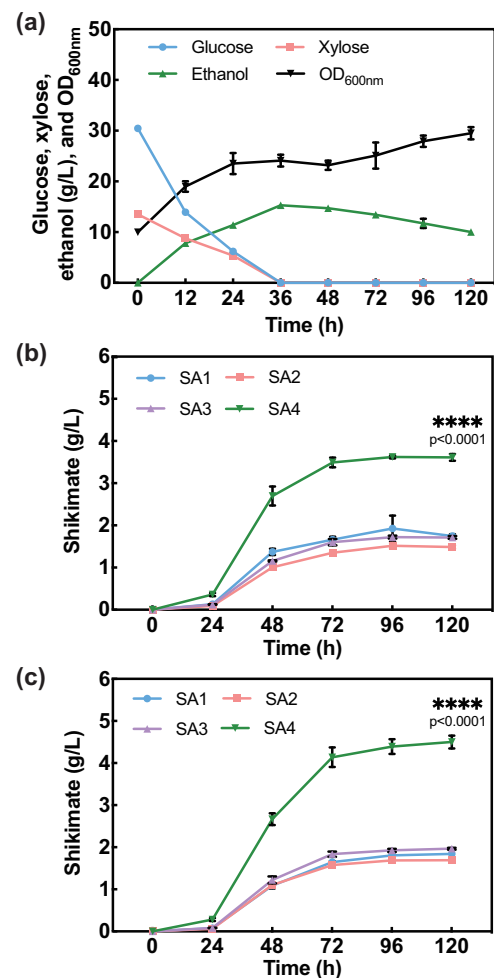 (a)
Glucose Xylose
Ethanol OD600nm
Glucose, xylose,
ethanol (g/L), and OD600nm
50
40
30
20
10
0
0 12 24 36 48 72 96 120
Time (h)
(b)
SA1 SA2
SA3 SA4
****
p<0.0001
Shikimate (g/L)
6
5
4
3
2
1
0
0 24 48 72 96 120
Time (h)
(c)
SA1 SA2
SA3 SA4
****
p<0.0001
Shikimate (g/L)
6
5
4
3
2
1
0
0 24 48 72 96 120
Time (h)